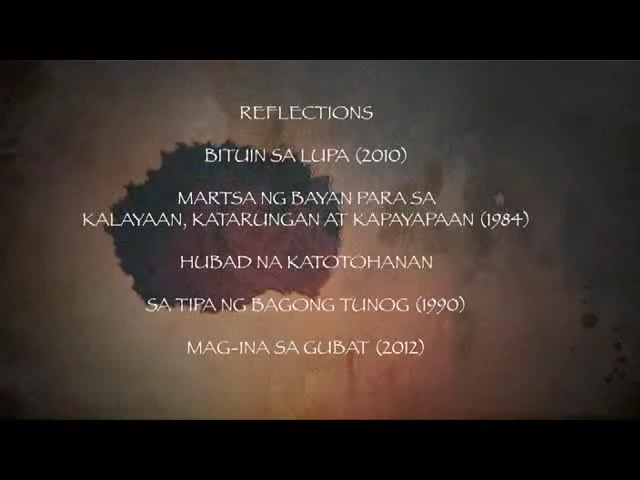 REFLECTIONS
BITUIN SA LUPA (2010)
MARTSA NG BAYAN PARA SA
KALAYAAN, KATARUNGAN AT KAPAYAPAAN (1984)
HUBAD NA KATOTOHANAN
SA TIPA NG BAGONG TUNOG (1990)
MAG-INA SA GUBAT (2012)